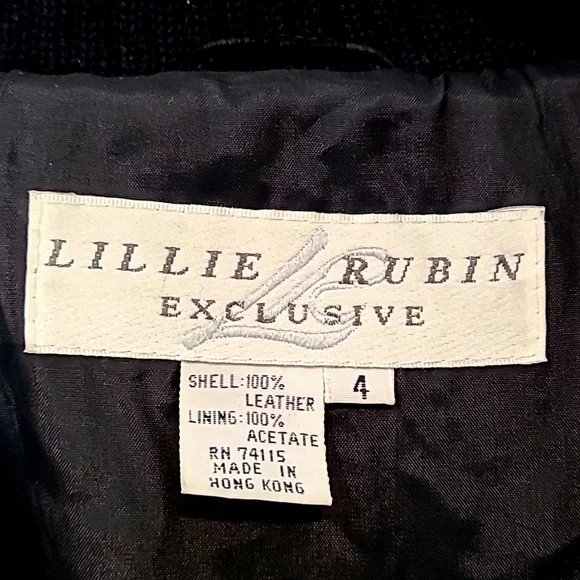 LILLIE RUBIN
EXCLUSIVE
SHELL:100%
LEATHER
LINING:100%
ACETATE
RN 74115
MADE IN
HONG KONG
4